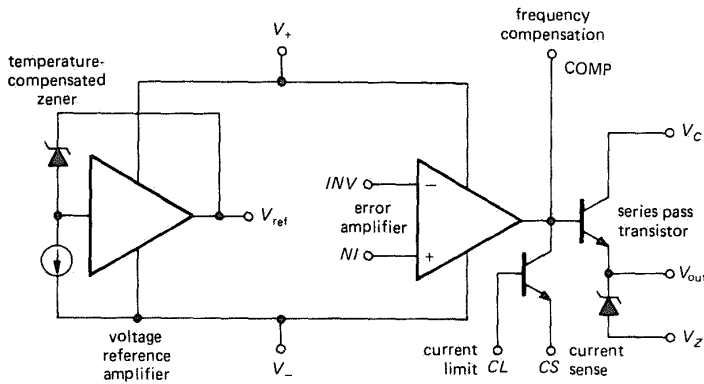 frequency
compensation
V+
COMP
temperature-
compensated
zener
VC
INV
−
error
amplifier
series pass
transistor
Vref
NI
+
Vout
voltage
reference
amplifier
V−
current
limit
CL
CS
current
sense
VZ